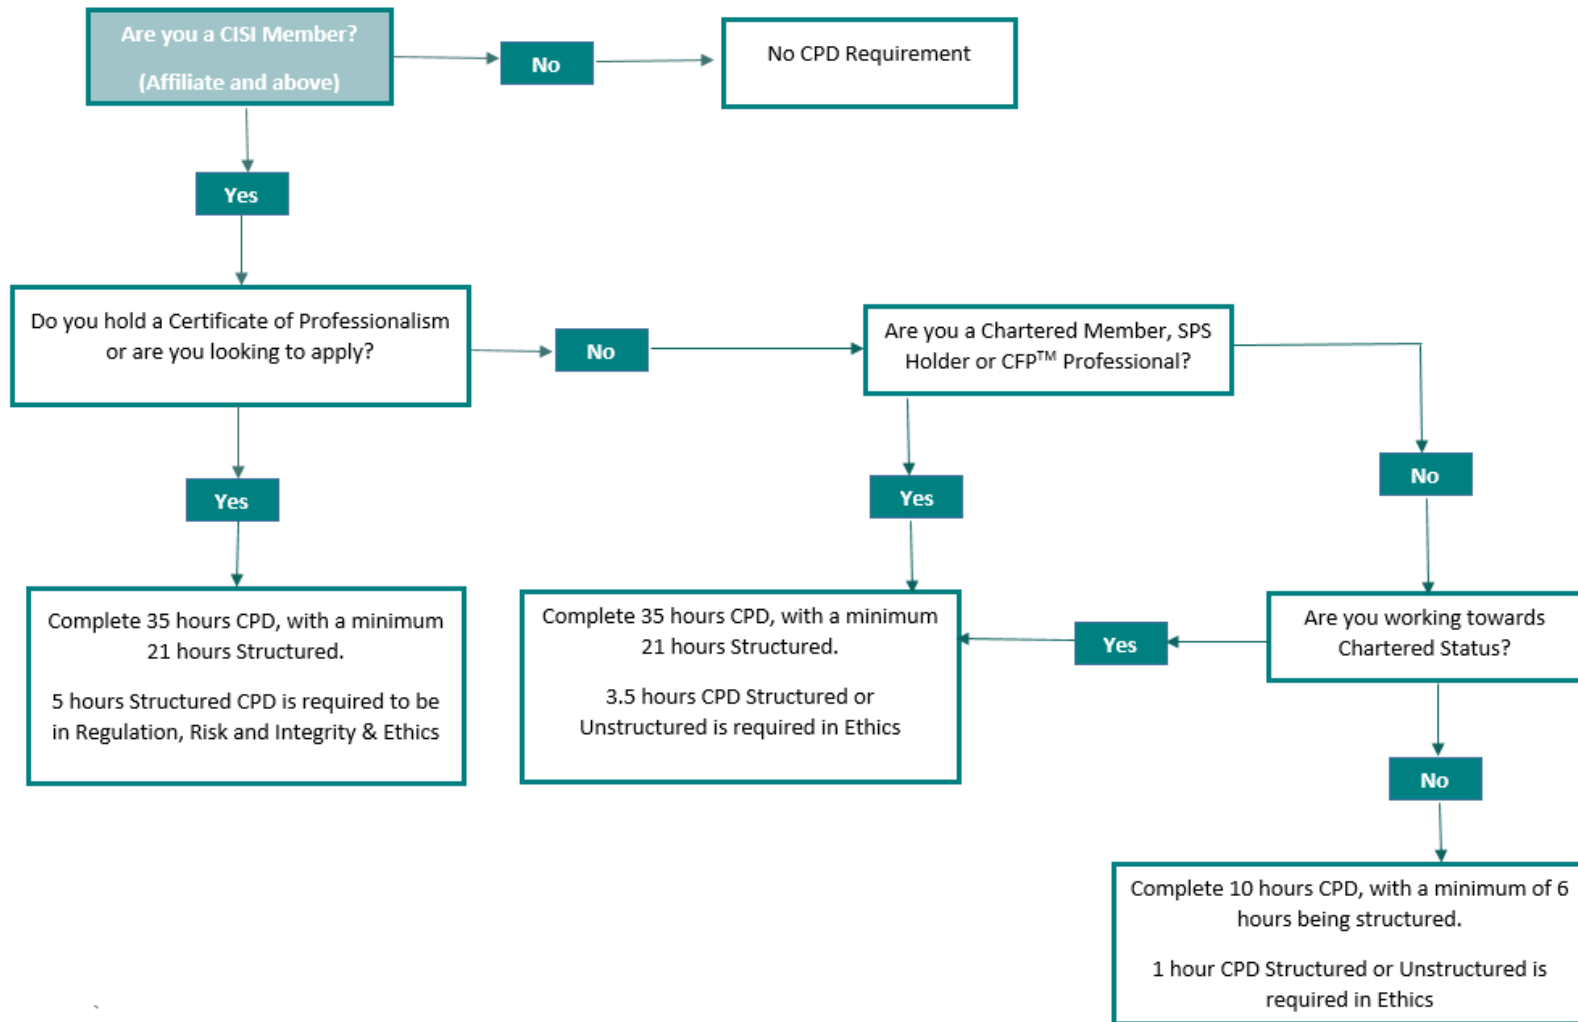 Are you a CISI Member?
(Affiliate and above)
No
No CPD Requirement
Yes
Do you hold a Certificate of Professionalism
or are you looking to apply?
No
Are you a Chartered Member, SPS
Holder or CFP™ Professional?
Yes
Yes
No
Complete 35 hours CPD, with a minimum
21 hours Structured.
5 hours Structured CPD is required to be
in Regulation, Risk and Integrity & Ethics
Complete 35 hours CPD, with a minimum
21 hours Structured.
3.5 hours CPD Structured or
Unstructured is required in Ethics
Yes
Are you working towards
Chartered Status?
No
Complete 10 hours CPD, with a minimum of 6
hours being structured.
1 hour CPD Structured or Unstructured is
required in Ethics